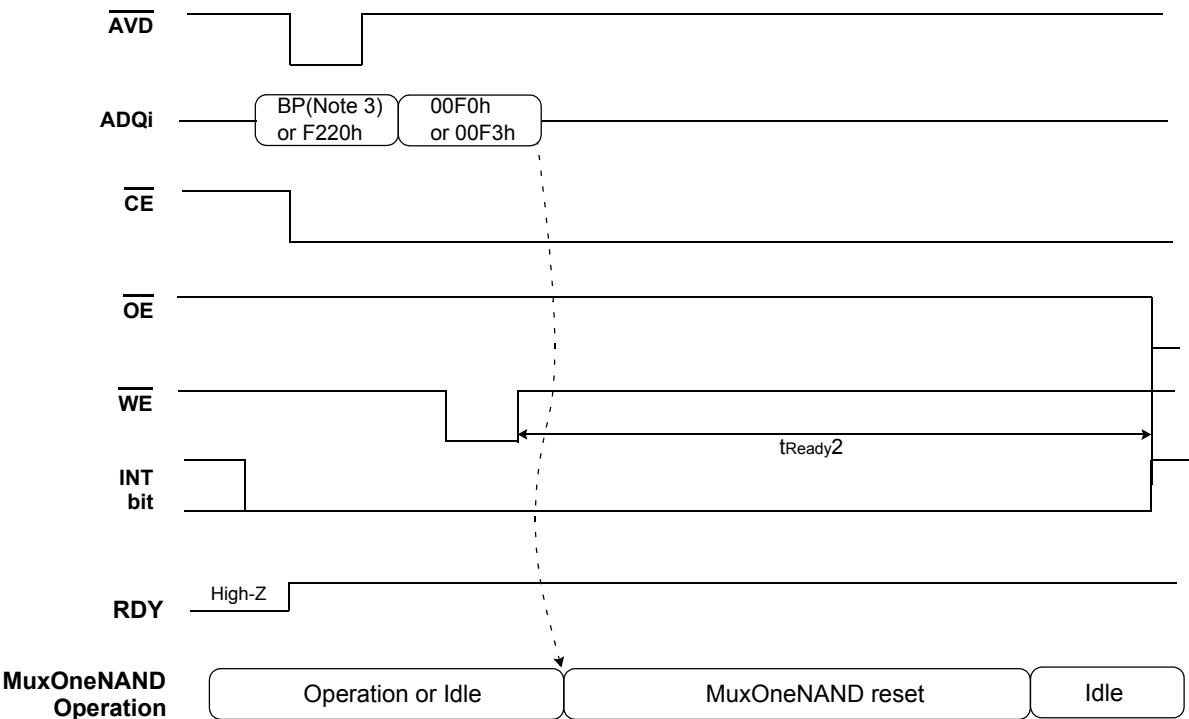 AVD
ADQi
BP(Note 3)
or F220h
00F0h
or 00F3h
CE
OE
WE
tReady2
INT
bit
High-Z
RDY
MuxOneNAND
Operation
Operation or Idle
MuxOneNAND reset
Idle